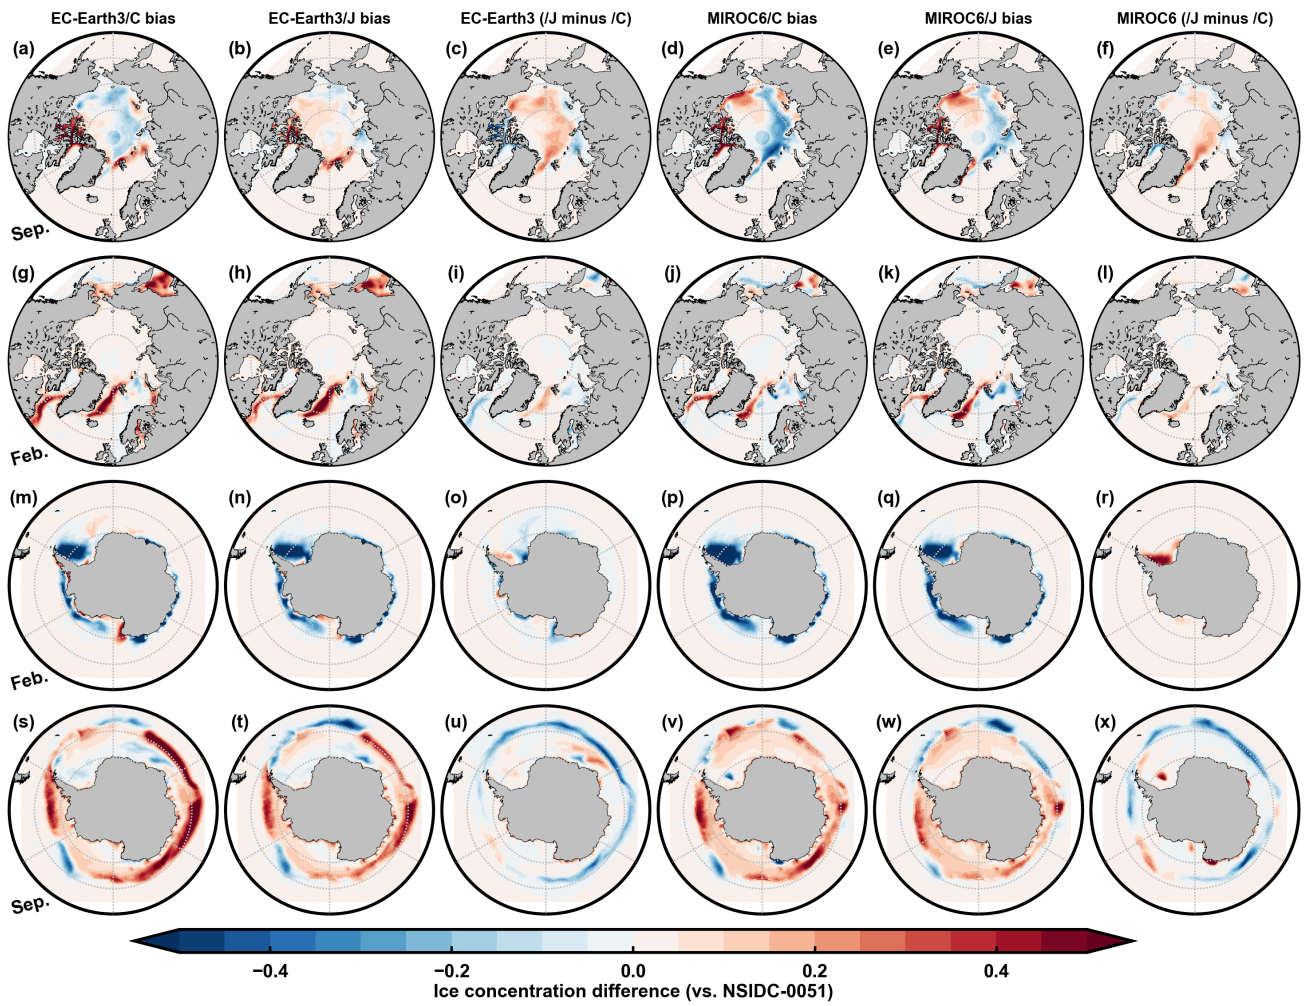 EC-Earth3/C bias EC-Earth3/J bias EC-Earth3 (/J minus /C) MIROC6/C bias MIROC6/J bias MIROC6 (/J minus /C)
(a) (b) (c) (d) (e) (f)
Sep.
(g) (h) (i) (j) (k) (l)
Feb.
(m) (n) (o) (p) (q) (r)
Feb.
(s) (t) (u) (v) (w) (x)
Sep.
−0.4 −0.2 0.0 0.2 0.4
Ice concentration difference (vs. NSIDC-0051)